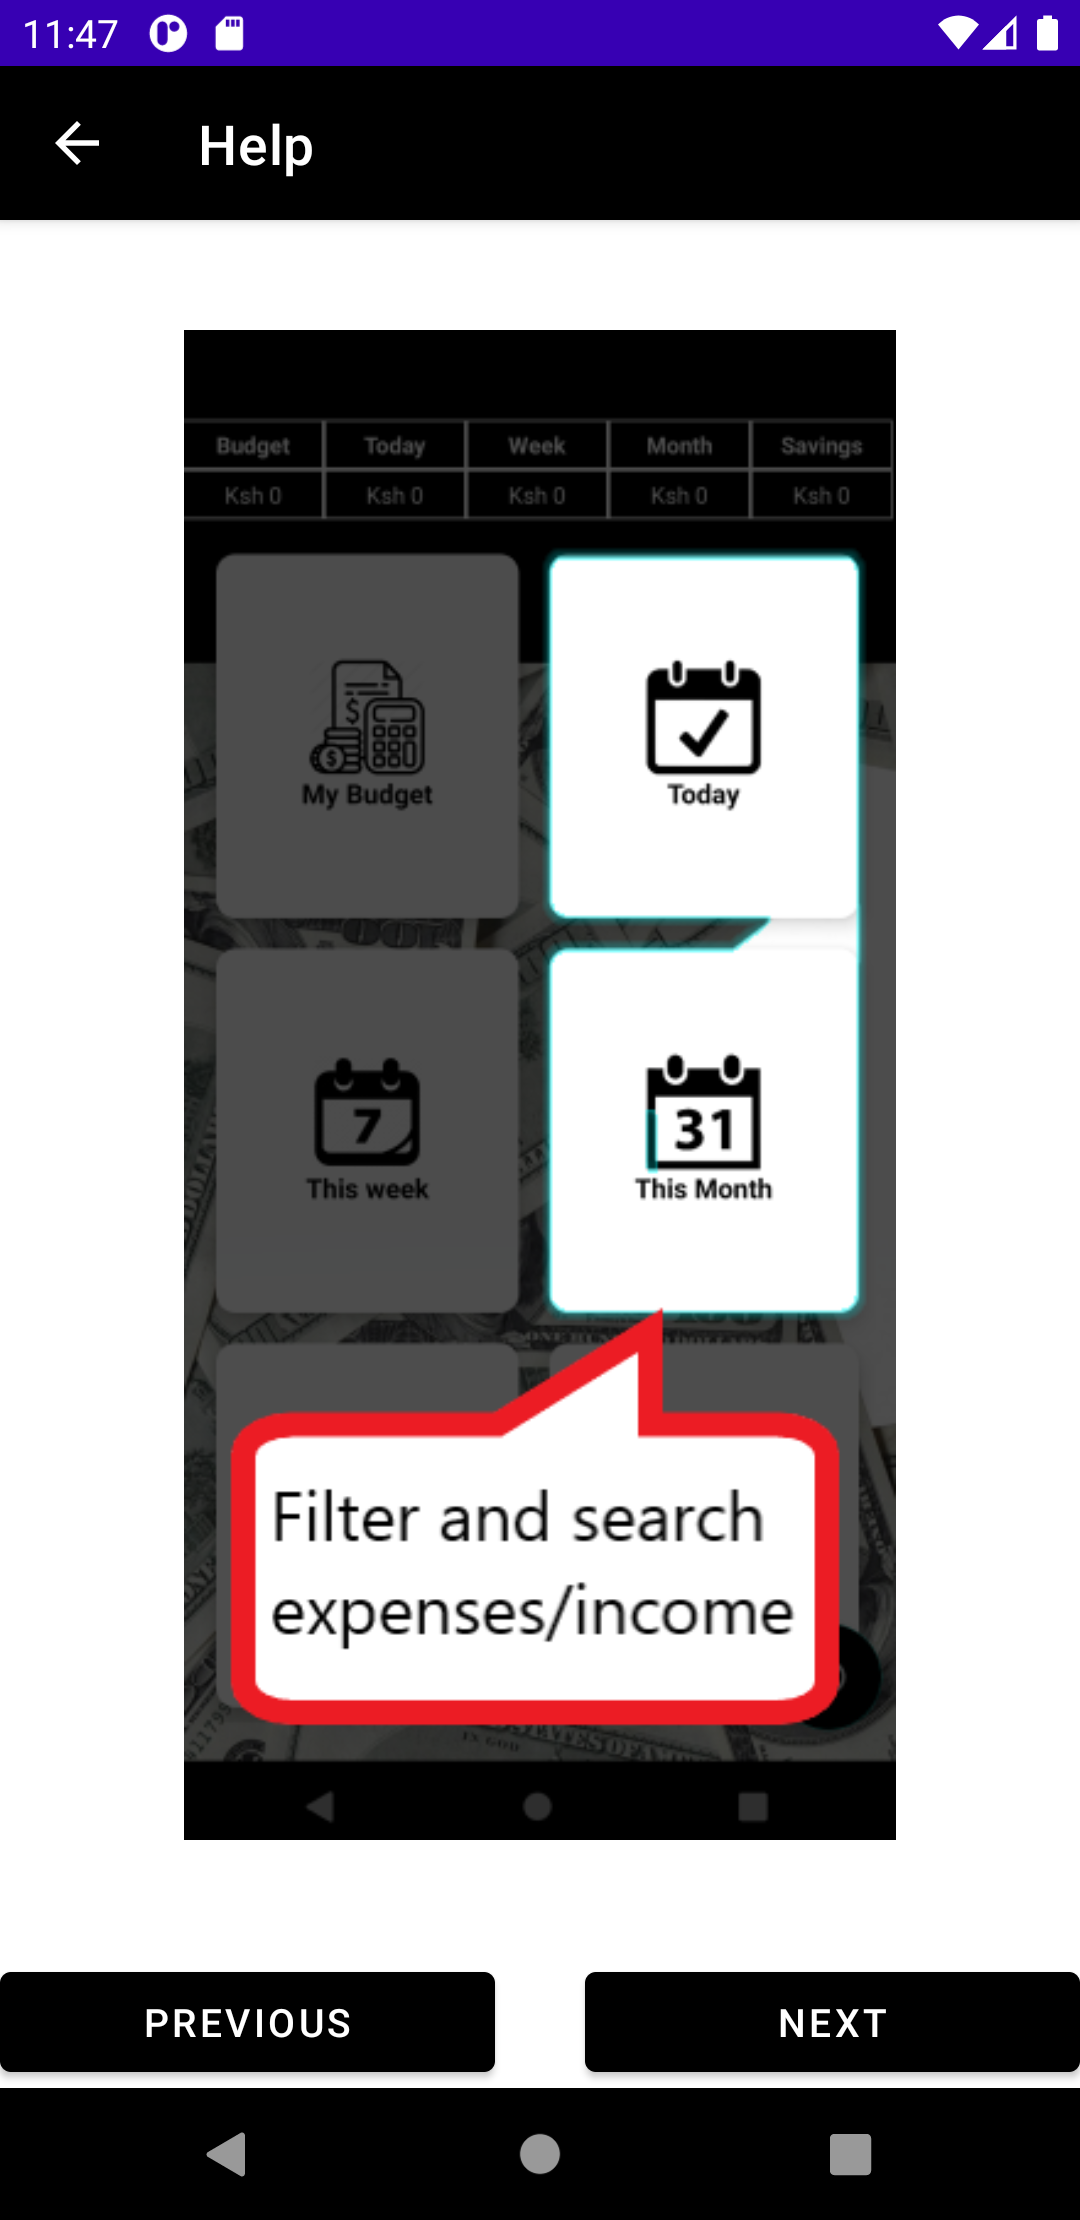 11:47
Help
Budget Today Week Month Savings
Ksh 0 Ksh 0 Ksh 0 Ksh 0 Ksh 0
My Budget
Today
7
This week
31
This Month
Filter and search
expenses/income
PREVIOUS
NEXT